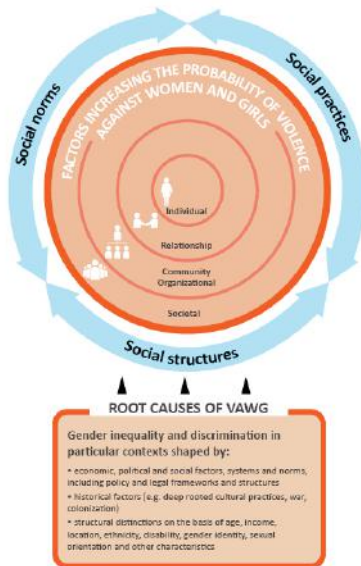 Social norms
Social practices
FACTORS INCREASING THE PROBABILITY OF VIOLENCE
AGAINST WOMEN AND GIRLS
Individual
Relationship
Community
Organizational
Societal
Social structures
ROOT CAUSES OF VAWG
Gender inequality and discrimination in
particular contexts shaped by:
• economic, political and social factors, systems and norms,
including policy and legal frameworks and structures
• historical factors (e.g. deep rooted cultural practices, war,
colonization)
• structural distinctions on the basis of age, income,
location, ethnicity, disability, gender identity, sexual
orientation and other characteristics